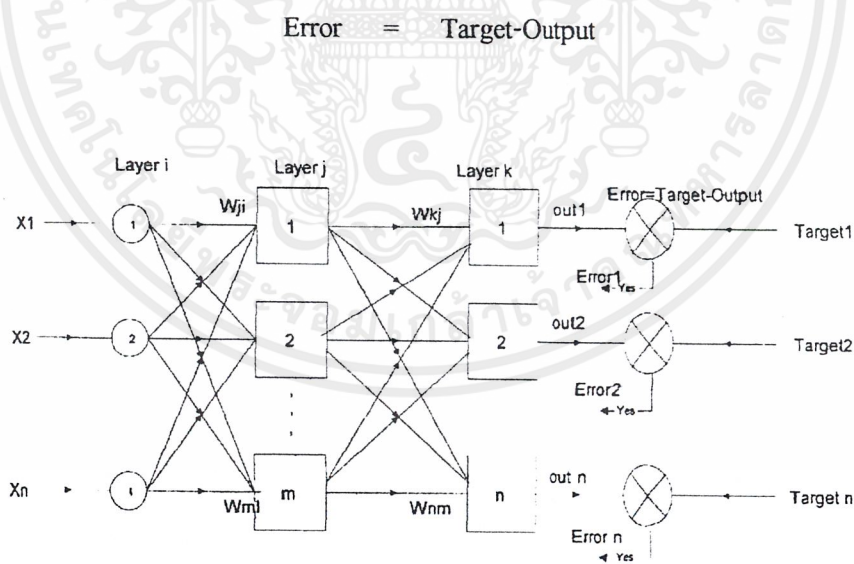 Error = Target-Output
Layer i Layer j Layer k
Error=Target-Output
X1 1 Wji 1 Wkj 1 out1 Target1
Error1
Yes
X2 2 2 2 out2 Target2
Error2
Yes
Xn m n out n Target n
Wmi Wnm
Error n
Yes